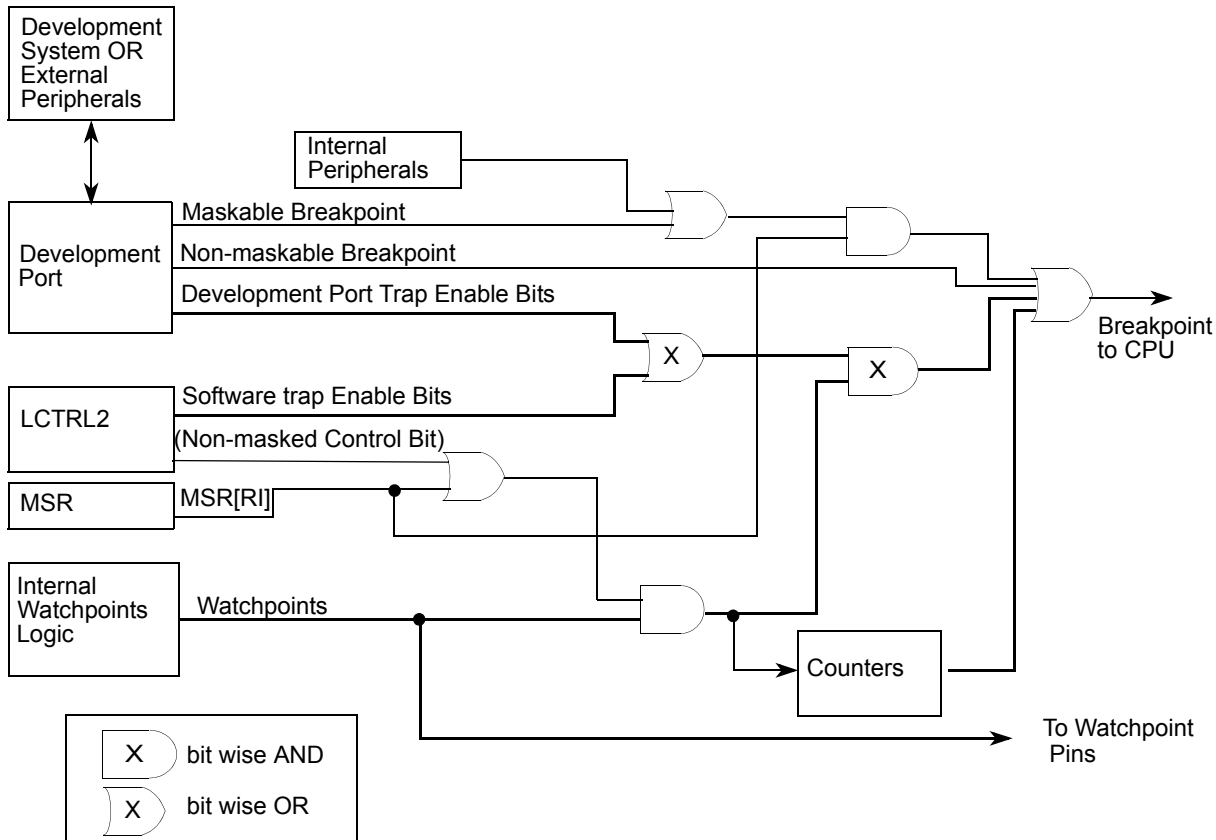 Development
System OR
External
Peripherals
Internal
Peripherals
Maskable Breakpoint
Non-maskable Breakpoint
Development
Port
Development Port Trap Enable Bits
Breakpoint
to CPU
X
X
Software trap Enable Bits
LCTRL2
(Non-masked Control Bit)
MSR
MSR[RI]
Internal
Watchpoints
Logic
Watchpoints
Counters
To Watchpoint
Pins
X bit wise AND
X bit wise OR